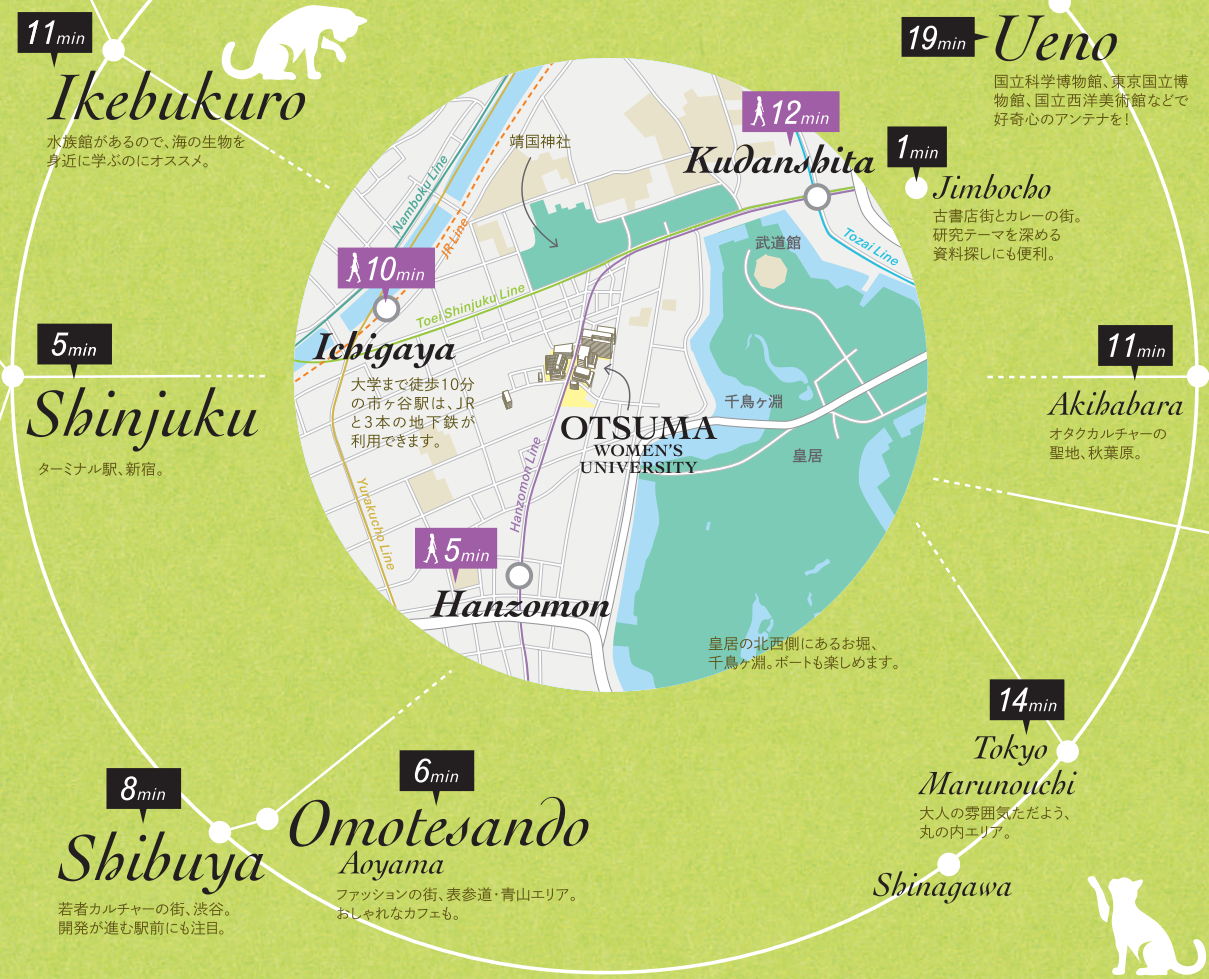 11min
Ikebukuro
水族館があるので、海の生物を
身近に学ぶのにオススメ。
19min
Ueno
国立科学博物館、東京国立博
物館、国立西洋美術館などで
好奇心のアンテナを！
12min
Kudanshita
1min
Jimbocho
古書店街とカレーの街。
研究テーマを深める
資料探しにも便利。
靖国神社
Namboku Line
JR Line
武道館
Tozai Line
10min
Ichigaya
大学まで徒歩10分
の市ヶ谷駅は、JR
と3本の地下鉄が
利用できます。
Toei Shinjuku Line
5min
Shinjuku
ターミナル駅、新宿。
11min
Akihabara
オタクカルチャーの
聖地、秋葉原。
千鳥ヶ淵
OTSUMA
WOMEN'S
UNIVERSITY
皇居
Hanzomon Line
Yurakucho Line
5min
Hanzomon
皇居の北西側にあるお堀、
千鳥ヶ淵。ボートも楽しめます。
14min
Tokyo
Marunouchi
大人の雰囲気ただよう、
丸の内エリア。
Shinagawa
8min
Shibuya
若者カルチャーの街、渋谷。
開発が進む駅前にも注目。
6min
Omotesando
Aoyama
ファッションの街、表参道・青山エリア。
おしゃれなカフェも。